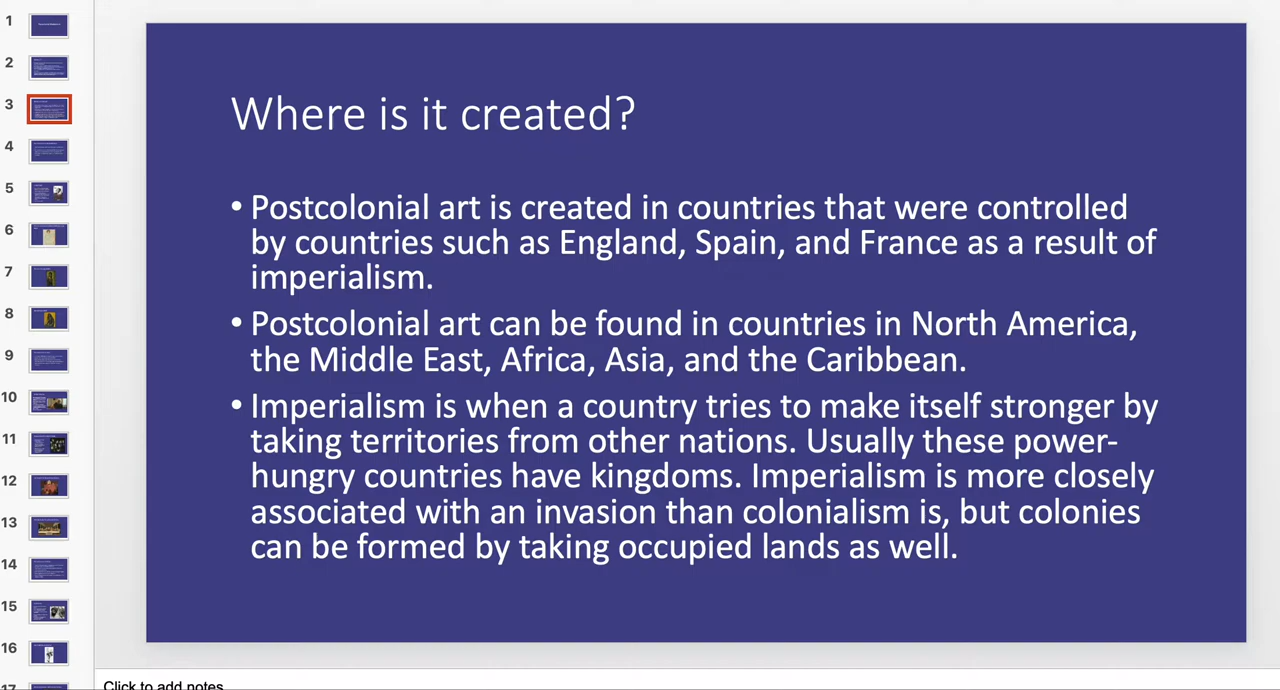 1
2
3
4
5
6
7
8
9
10
11
12
13
14
15
16
17
Where is it created?
• Postcolonial art is created in countries that were controlled
by countries such as England, Spain, and France as a result of
imperialism.
• Postcolonial art can be found in countries in North America,
the Middle East, Africa, Asia, and the Caribbean.
• Imperialism is when a country tries to make itself stronger by
taking territories from other nations. Usually these power-
hungry countries have kingdoms. Imperialism is more closely
associated with an invasion than colonialism is, but colonies
can be formed by taking occupied lands as well.
Click to add notes